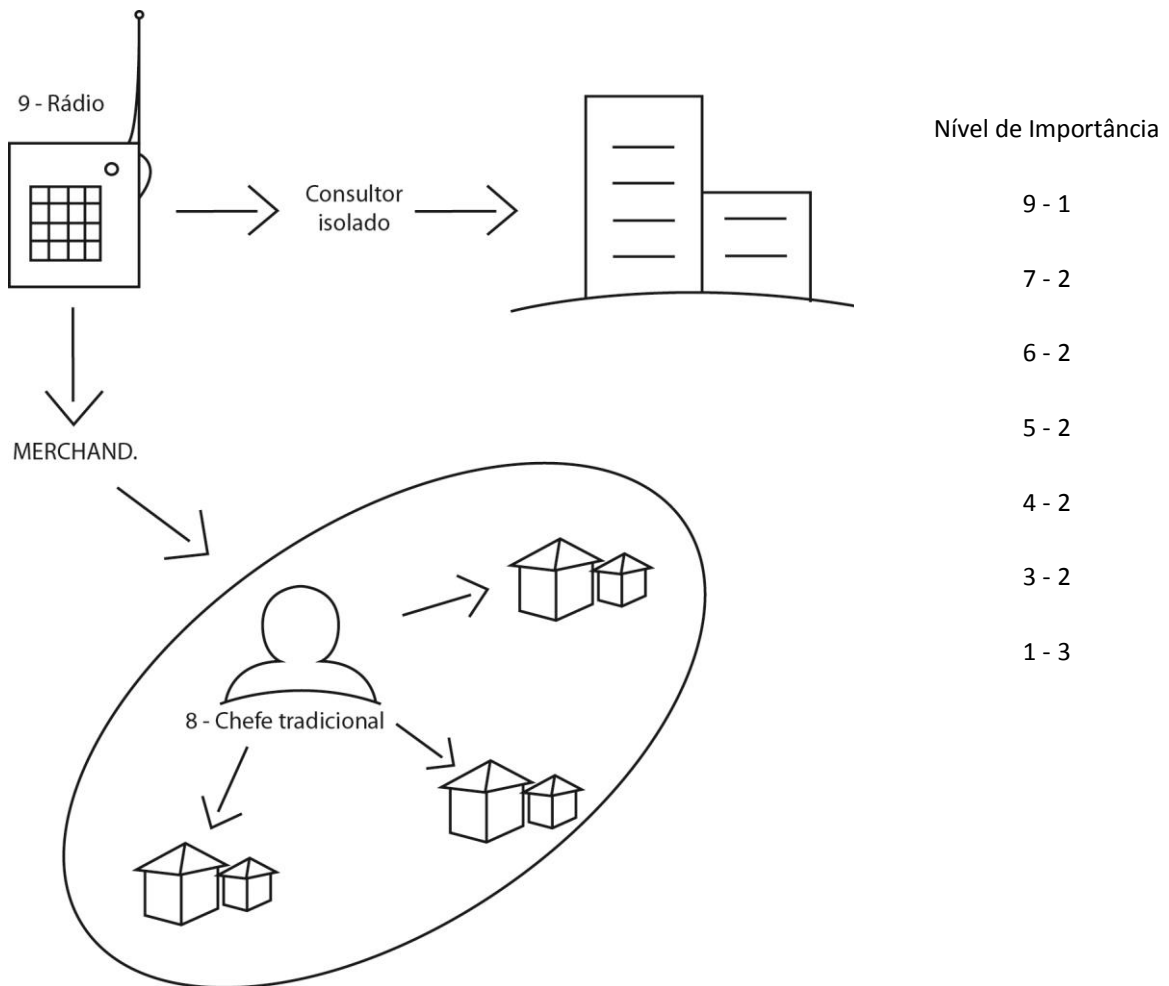 9 - Rádio
Consultor
isolado
MERCHAND.
8 - Chefe tradicional
Nível de Importância
9 - 1
7 - 2
6 - 2
5 - 2
4 - 2
3 - 2
1 - 3